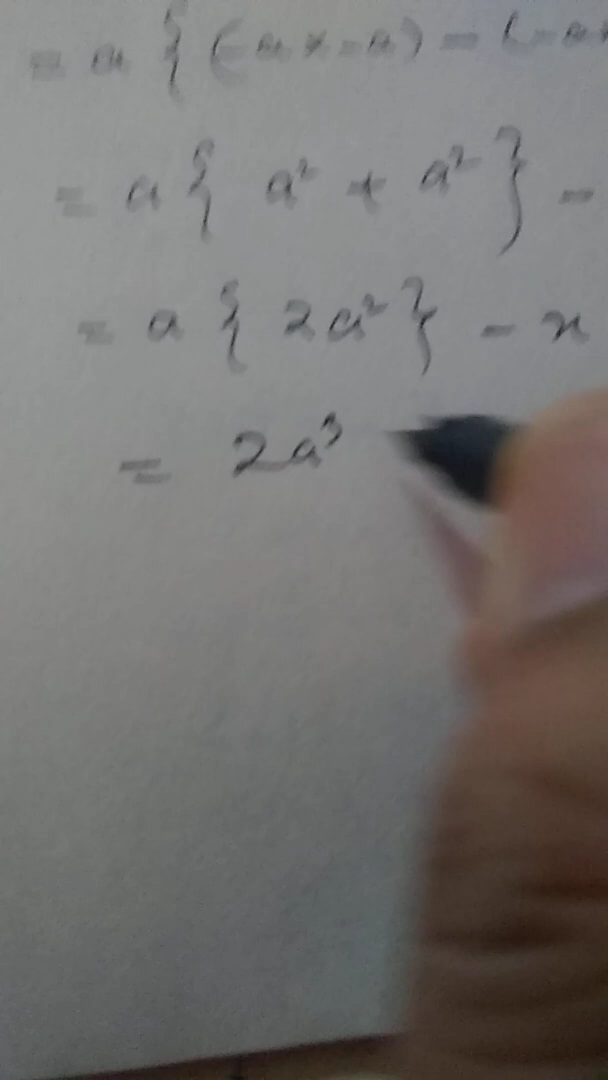 = a { (-a x -a) - (-a x
= a { a² + a² } -
= a { 2a² } - x
= 2a³